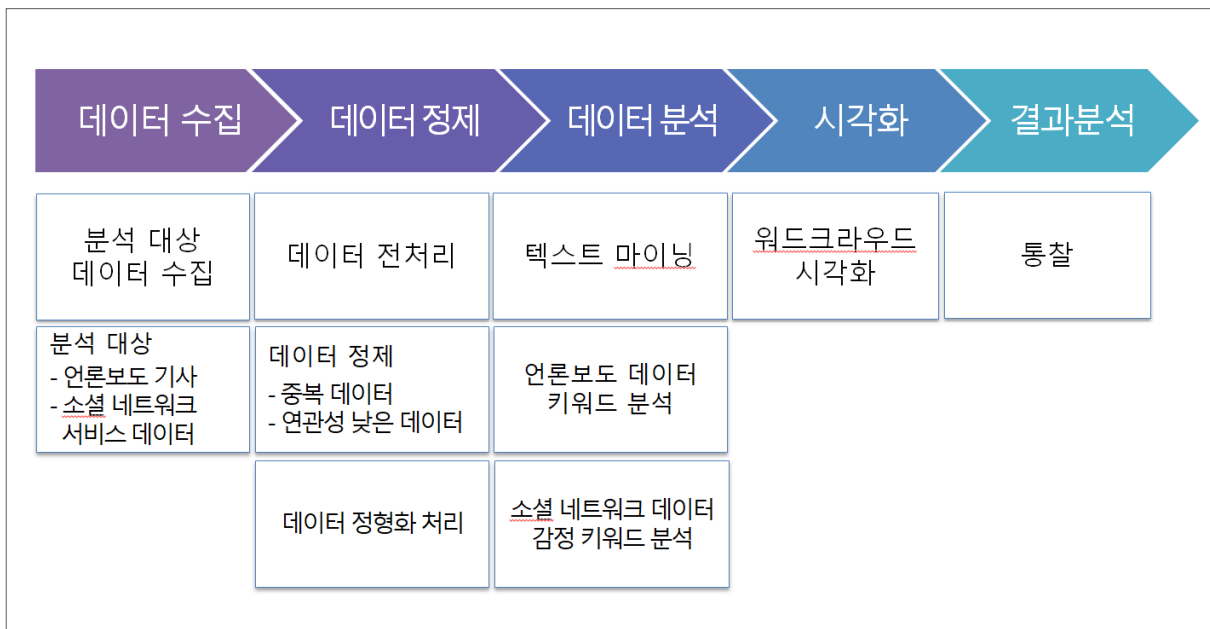 데이터 수집
데이터 정제
데이터 분석
시각화
결과분석
분석 대상
데이터 수집
데이터 전처리
텍스트 마이닝
워드크라우드
시각화
통찰
분석 대상
- 언론보도 기사
- 소셜 네트워크
서비스 데이터
데이터 정제
- 중복 데이터
- 연관성 낮은 데이터
언론보도 데이터
키워드 분석
데이터 정형화 처리
소셜 네트워크 데이터
감정 키워드 분석